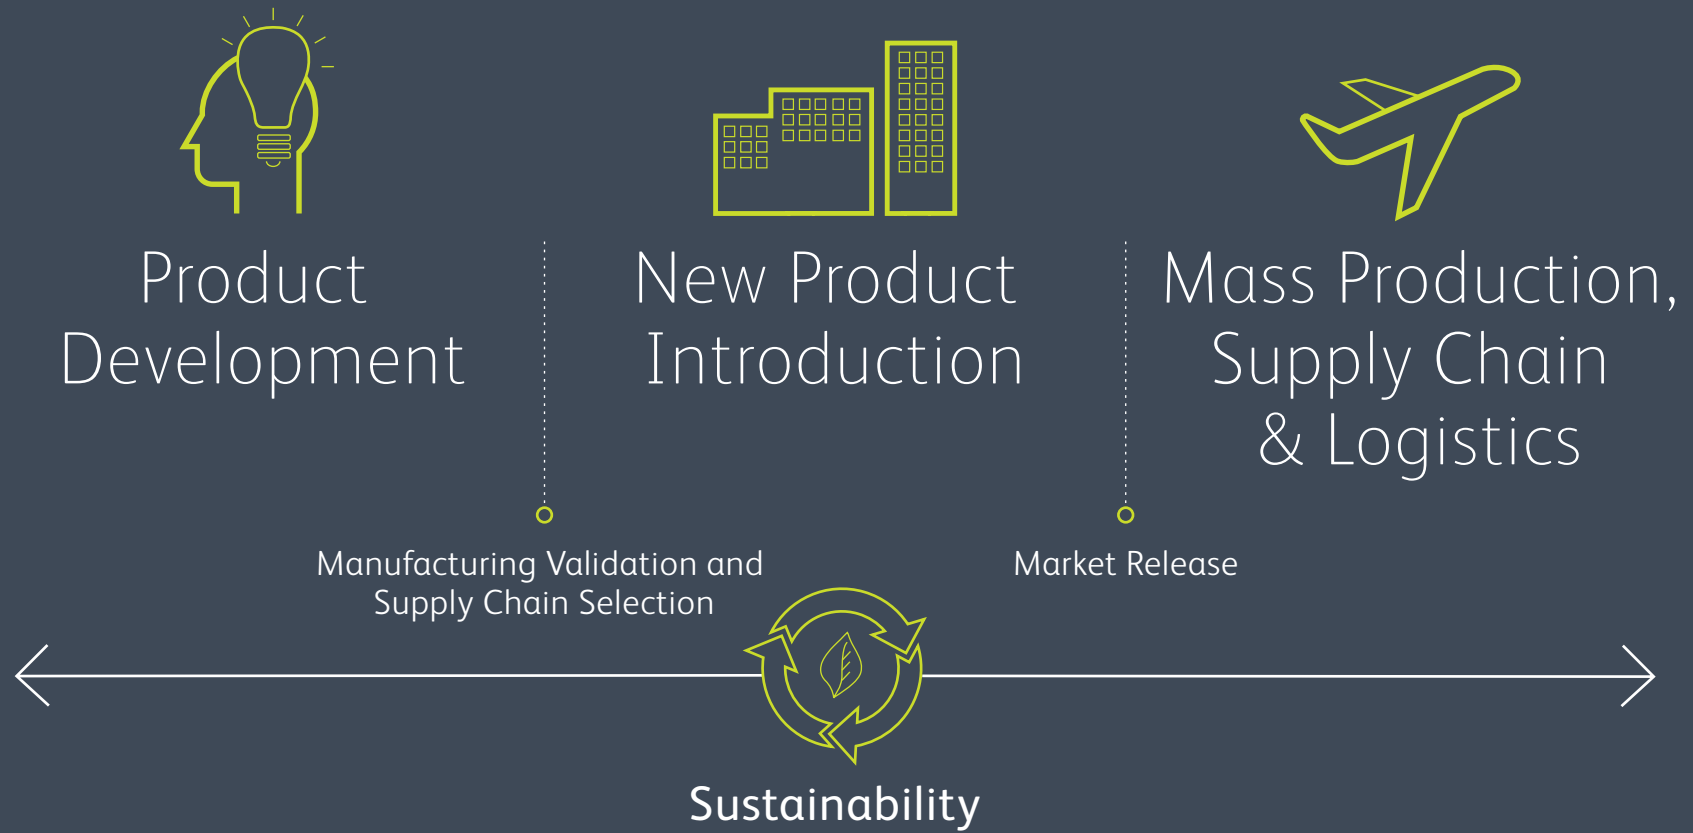 Product
Development
New Product
Introduction
Mass Production,
Supply Chain
& Logistics
Manufacturing Validation and
Supply Chain Selection
Market Release
Sustainability